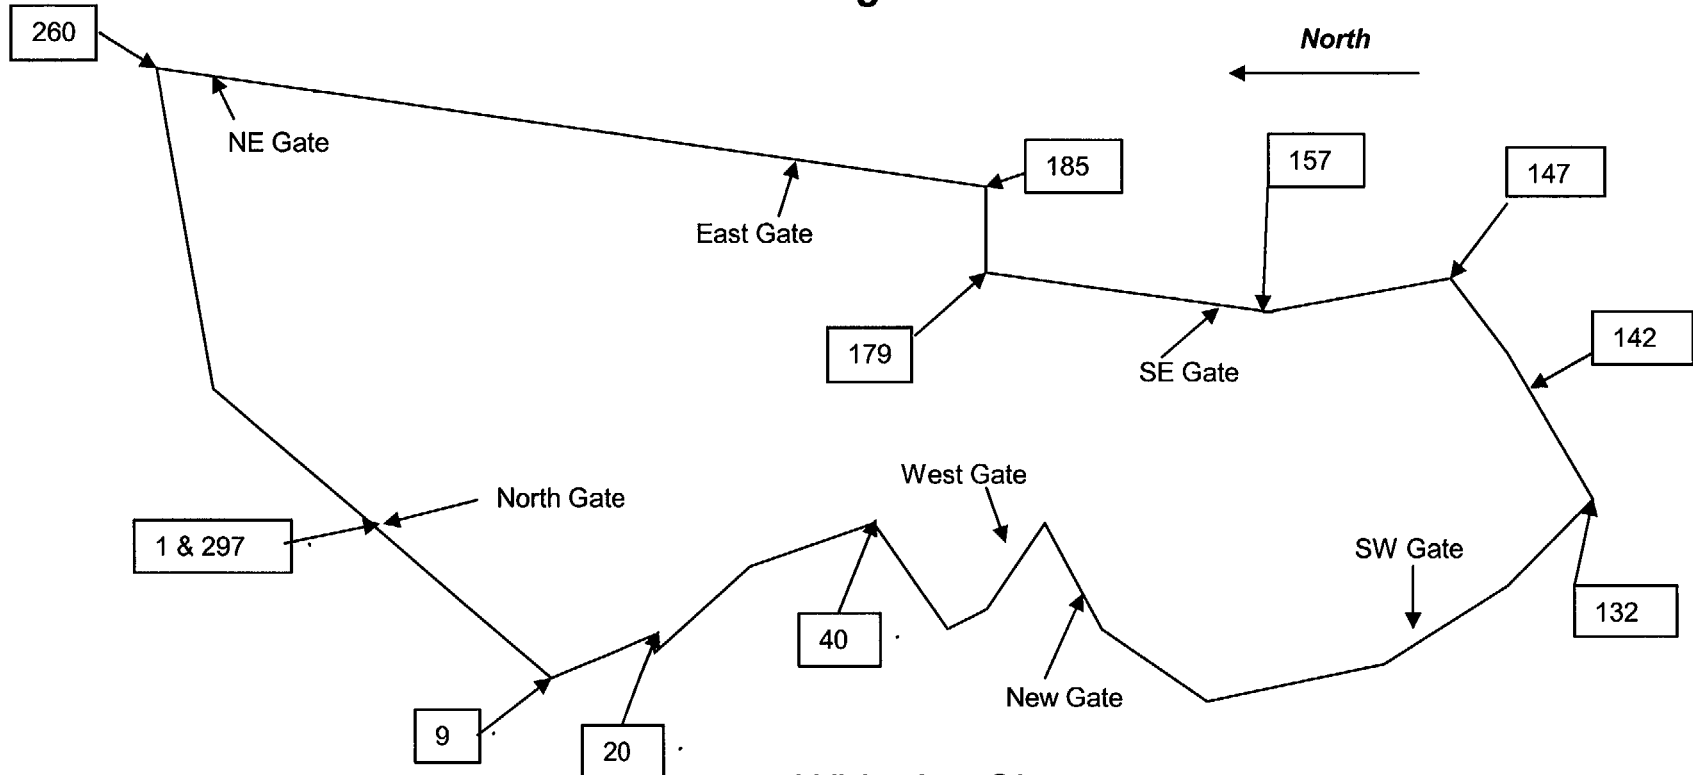 260
North
NE Gate
185
157
147
East Gate
179
SE Gate
142
West Gate
North Gate
1 & 297
SW Gate
40
132
New Gate
9
20